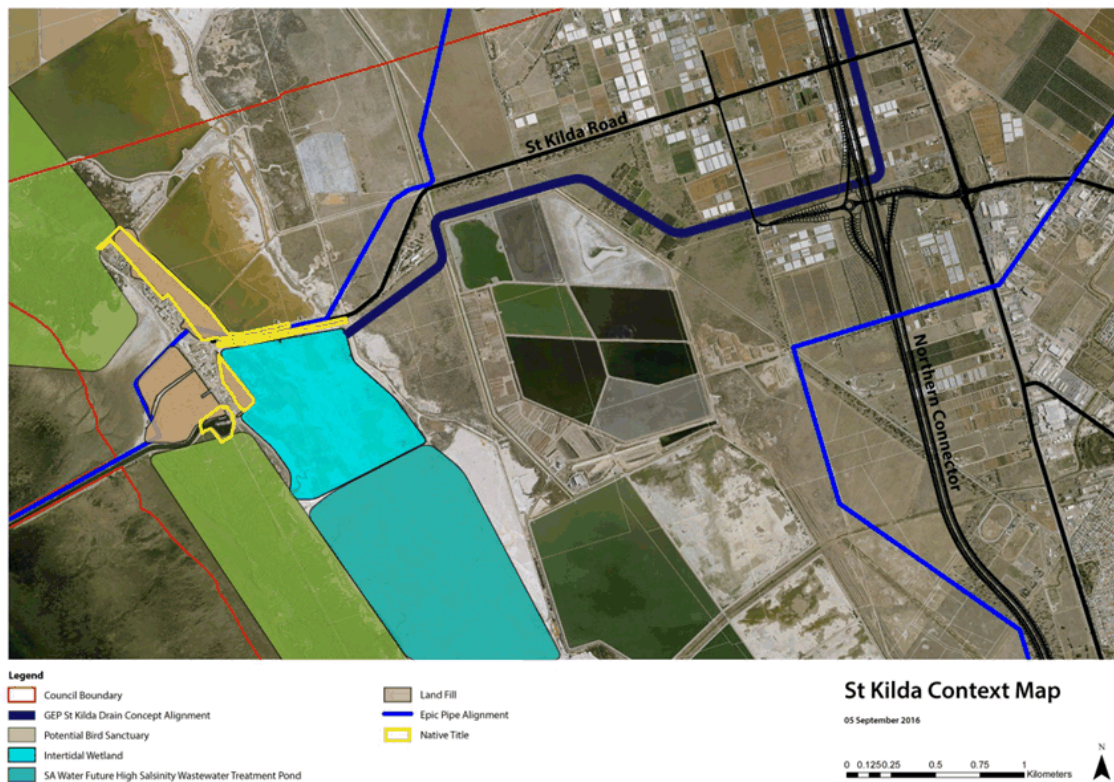 St Kilda Road
Northern Connector
Legend
Council Boundary
GEP St Kilda Drain Concept Alignment
Potential Bird Sanctuary
Intertidal Wetland
SA Water Future High Salsinity Wastewater Treatment Pond
Land Fill
Epic Pipe Alignment
Native Title
St Kilda Context Map
05 September 2016
0 0.1250.25 0.5 0.75 1
Kilometers
N